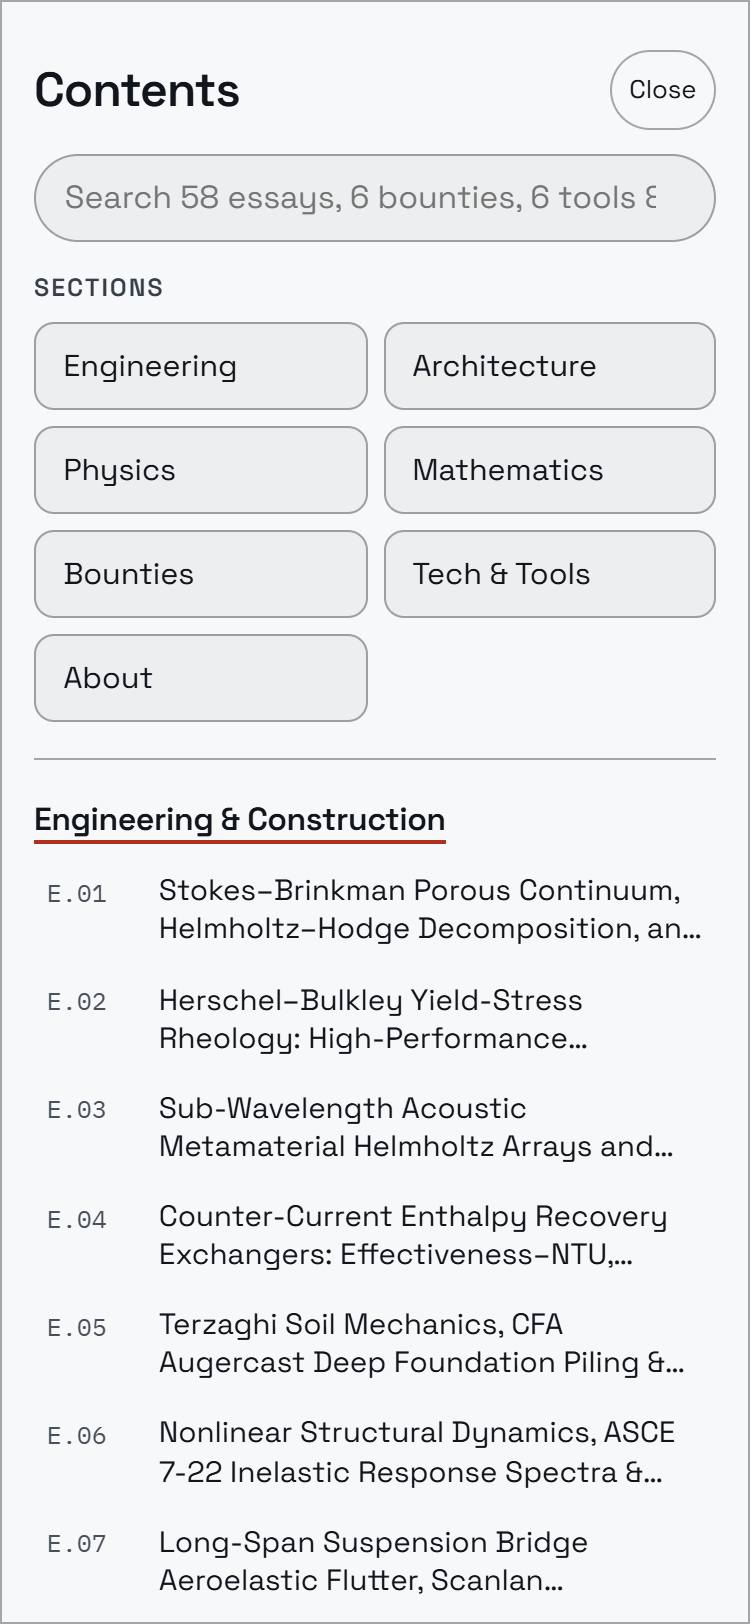 Contents
Close
Search 58 essays, 6 bounties, 6 tools &
SECTIONS
Engineering
Architecture
Physics
Mathematics
Bounties
Tech & Tools
About
Engineering & Construction
E.01 Stokes–Brinkman Porous Continuum,
Helmholtz–Hodge Decomposition, an…
E.02 Herschel–Bulkley Yield-Stress
Rheology: High-Performance…
E.03 Sub-Wavelength Acoustic
Metamaterial Helmholtz Arrays and…
E.04 Counter-Current Enthalpy Recovery
Exchangers: Effectiveness–NTU,…
E.05 Terzaghi Soil Mechanics, CFA
Augercast Deep Foundation Piling &…
E.06 Nonlinear Structural Dynamics, ASCE
7-22 Inelastic Response Spectra &…
E.07 Long-Span Suspension Bridge
Aeroelastic Flutter, Scanlan…